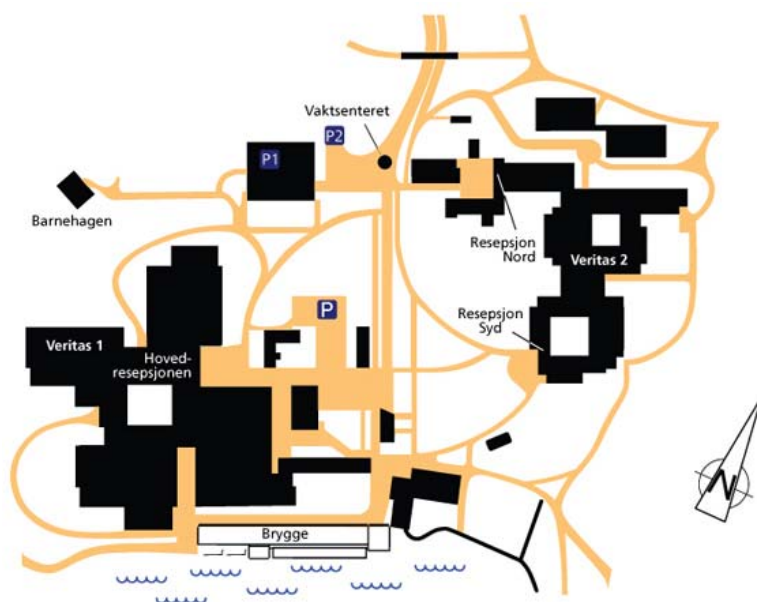 Vaktsenteret
P2
P1
Barnehagen
Resepsjon
Nord
Veritas 2
Resepsjon
Syd
P
Veritas 1
Hoved-
resepsjonen
N
Brygge